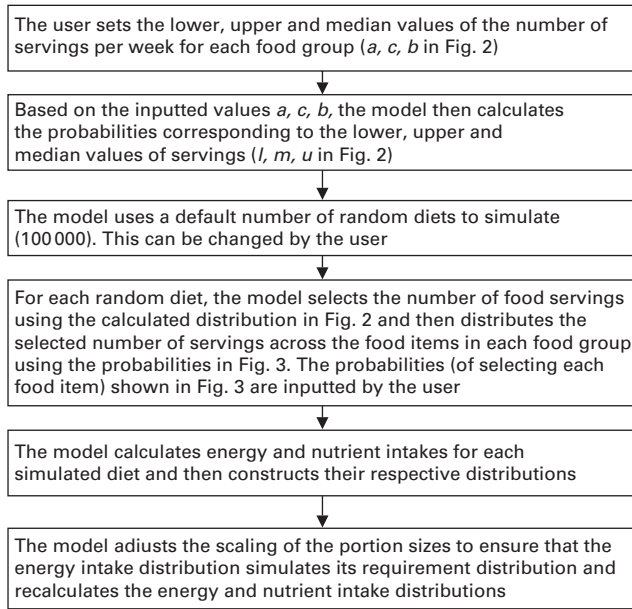 The user sets the lower, upper and median values of the number of
servings per week for each food group (a, c, b in Fig. 2)
Based on the inputted values a, c, b, the model then calculates
the probabilities corresponding to the lower, upper and
median values of servings (l, m, u in Fig. 2)
The model uses a default number of random diets to simulate
(100 000). This can be changed by the user
For each random diet, the model selects the number of food servings
using the calculated distribution in Fig. 2 and then distributes the
selected number of servings across the food items in each food group
using the probabilities in Fig. 3. The probabilities (of selecting each
food item) shown in Fig. 3 are inputted by the user
The model calculates energy and nutrient intakes for each
simulated diet and then constructs their respective distributions
The model adjusts the scaling of the portion sizes to ensure that the
energy intake distribution simulates its requirement distribution and
recalculates the energy and nutrient intake distributions